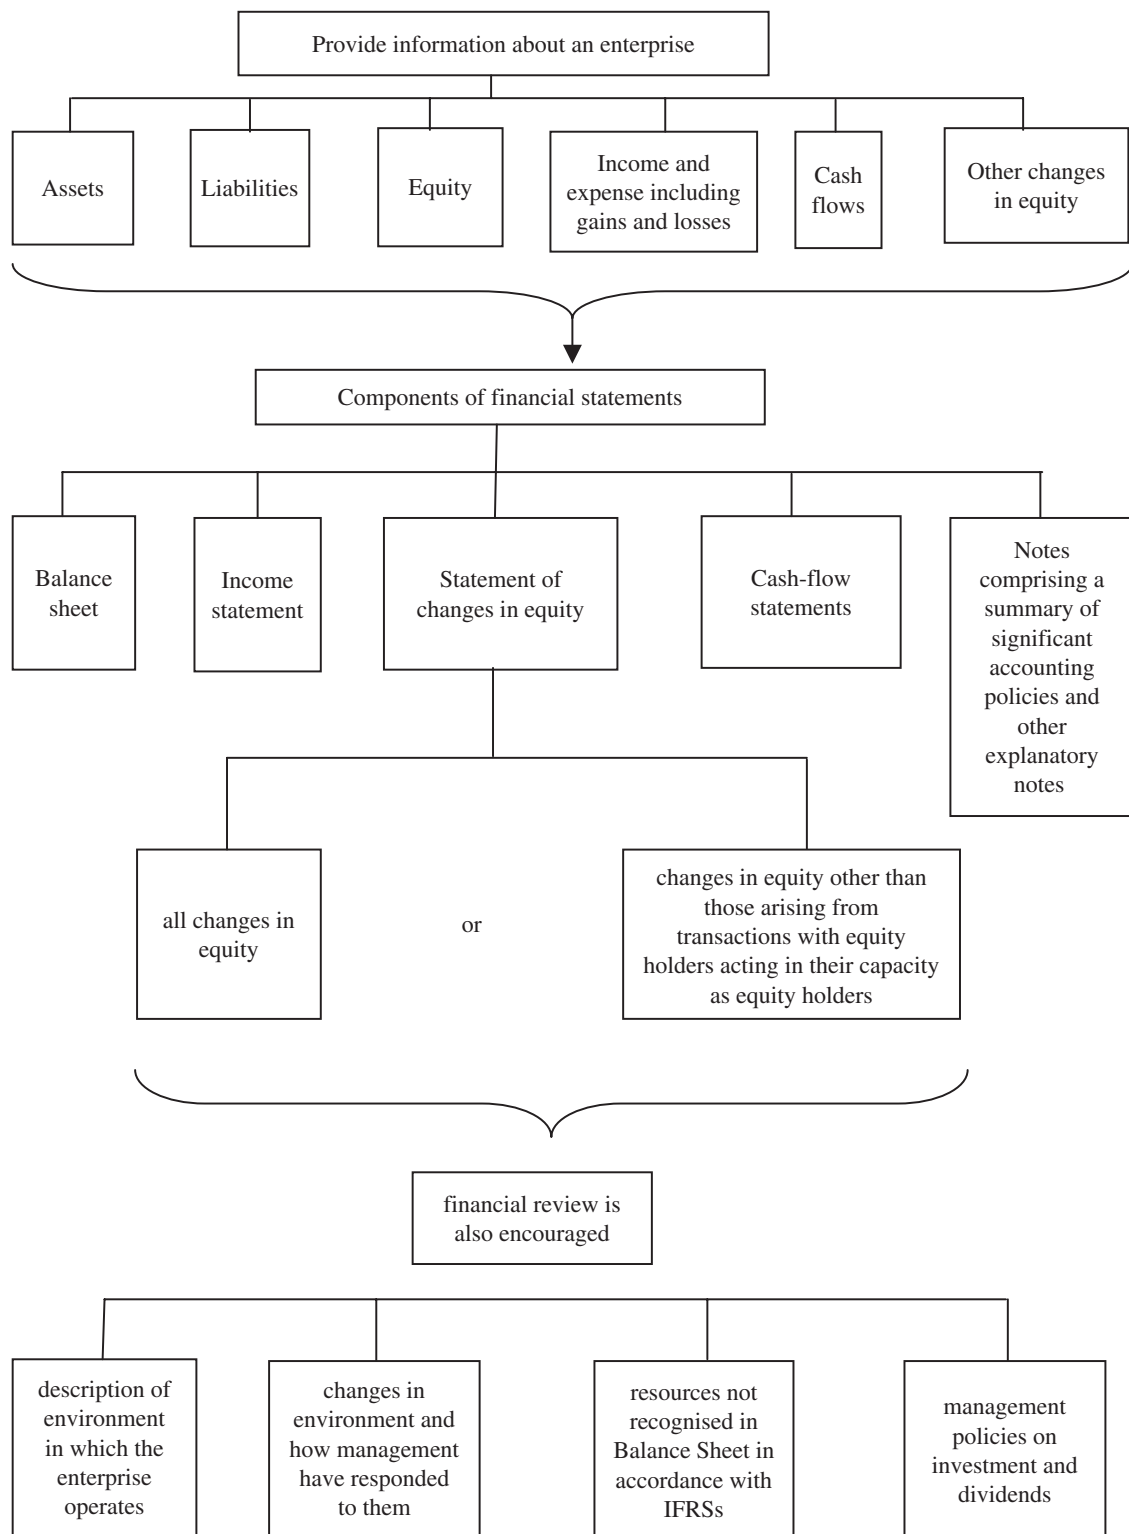 Provide information about an enterprise
Assets
Liabilities
Equity
Income and
expense including
gains and losses
Cash
flows
Other changes
in equity
Components of financial statements
Balance
sheet
Income
statement
Statement of
changes in equity
Cash-flow
statements
Notes
comprising a
summary of
significant
accounting
policies and
other
explanatory
notes
all changes in
equity
or
changes in equity other than
those arising from
transactions with equity
holders acting in their capacity
as equity holders
financial review is
also encouraged
description of
environment
in which the
enterprise
operates
changes in
environment and
how management
have responded
to them
resources not
recognised in
Balance Sheet in
accordance with
IFRSs
management
policies on
investment and
dividends